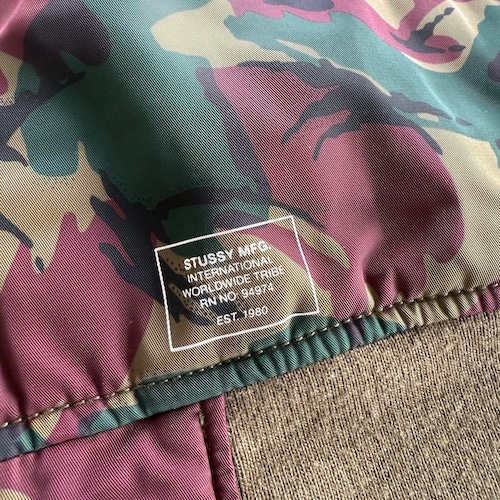 STUSSY MFG.
INTERNATIONAL
WORLDWIDE TRIBE
RN NO: 94974
EST. 1980